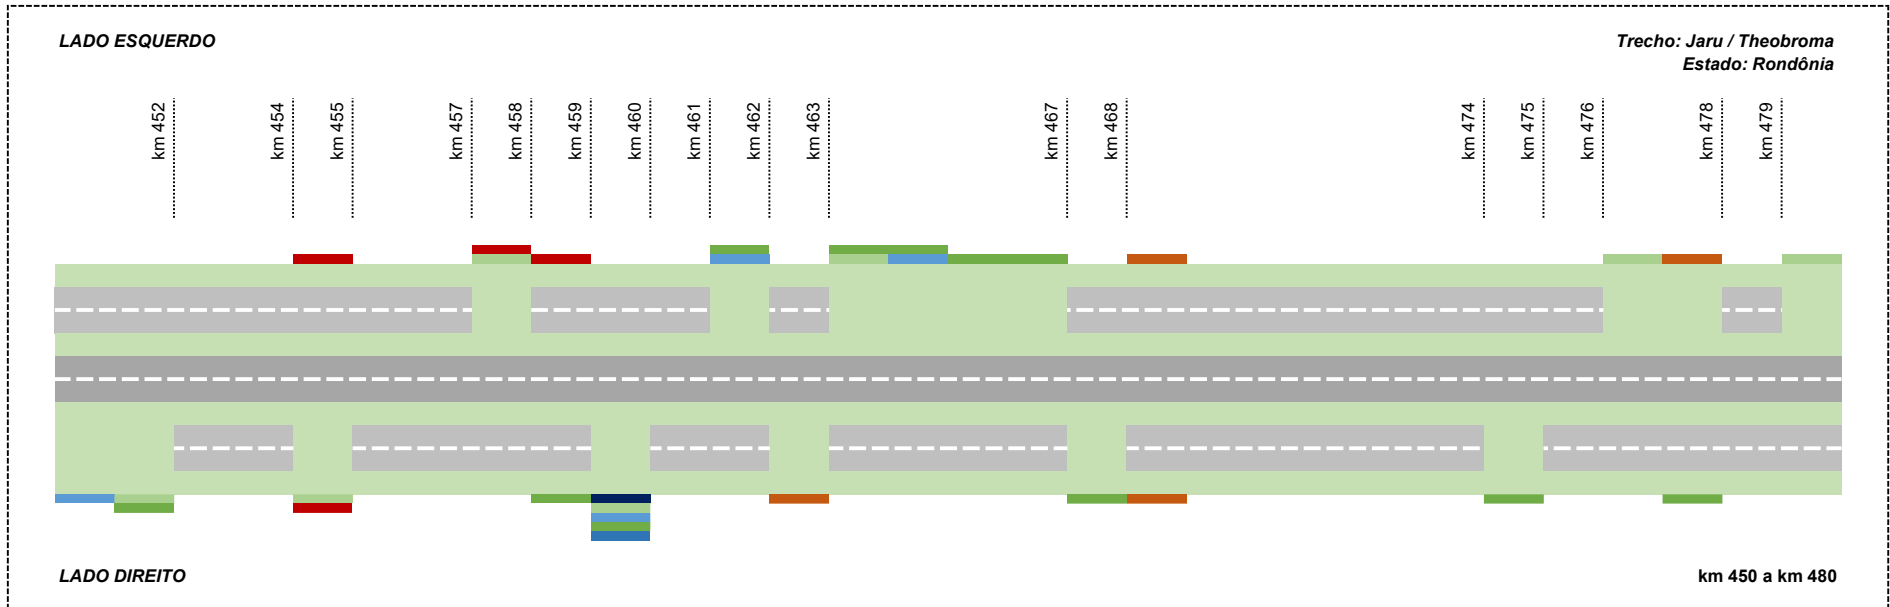 LADO ESQUERDO
Trecho: Jaru / Theobroma
Estado: Rondônia
km 452
km 454
km 455
km 457
km 458
km 459
km 460
km 461
km 462
km 463
km 467
km 468
km 474
km 475
km 476
km 478
km 479
LADO DIREITO
km 450 a km 480